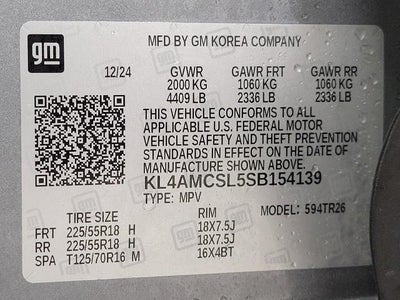 gm
MFD BY GM KOREA COMPANY
12/24 GVWR GAWR FRT GAWR RR
2000 KG 1060 KG 1060 KG
4409 LB 2336 LB 2336 LB
THIS VEHICLE CONFORMS TO ALL
APPLICABLE U.S. FEDERAL MOTOR
VEHICLE SAFETY AND THEFT PREVENTION
STANDARDS IN EFFECT ON THE DATE OF
MANUFACTURE SHOWN ABOVE.
KL4AMCSL5SB154139
TYPE: MPV
TIRE SIZE RIM MODEL: 594TR26
FRT 225/55R18 H 18X7.5J
RR 225/55R18 H 18X7.5J
SPA T125/70R16 M 16X4BT